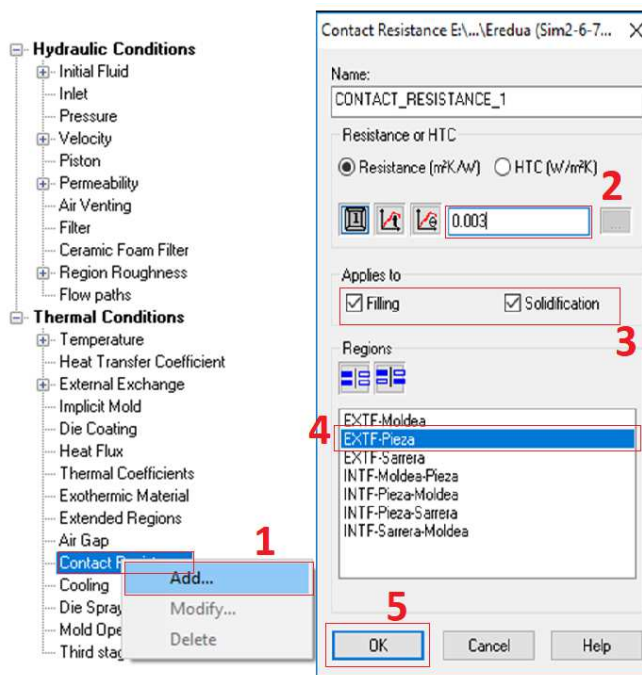 Hydraulic Conditions
Initial Fluid
Inlet
Pressure
Velocity
Piston
Permeability
Air Venting
Filter
Ceramic Foam Filter
Region Roughness
Flow paths
Thermal Conditions
Temperature
Heat Transfer Coefficient
External Exchange
Implicit Mold
Die Coating
Heat Flux
Thermal Coefficients
Exothermic Material
Extended Regions
Air Gap
Contact
Cooling
Die Spray
Mold Ope
Third stag
1
Add...
Modify...
Delete
Contact Resistance E:\...\Eredua (Sim2-6-7...
Name:
CONTACT_RESISTANCE_1
Resistance or HTC
Resistance (m²K/W) HTC (W/m²K)
2
0.003
...
Applies to
Filling Solidification
3
Regions
4
EXTF-Moldea
EXTF-Pieza
EXTF-Sarrera
INTF-Moldea-Pieza
INTF-Pieza-Moldea
INTF-Pieza-Sarrera
INTF-Sarrera-Moldea
5
OK Cancel Help